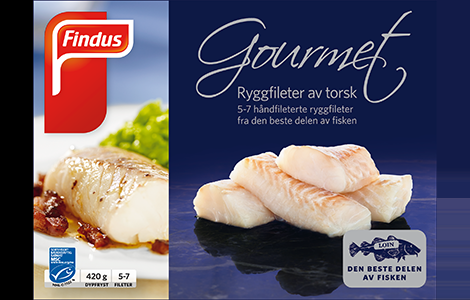 Findus
Gourmet
Ryggfileter av torsk
5-7 håndfileterte ryggfileter
fra den beste delen av fisken
MSC
420 g
DYPFRYST
5-7
FILETER
LOIN
DEN BESTE DELEN
AV FISKEN